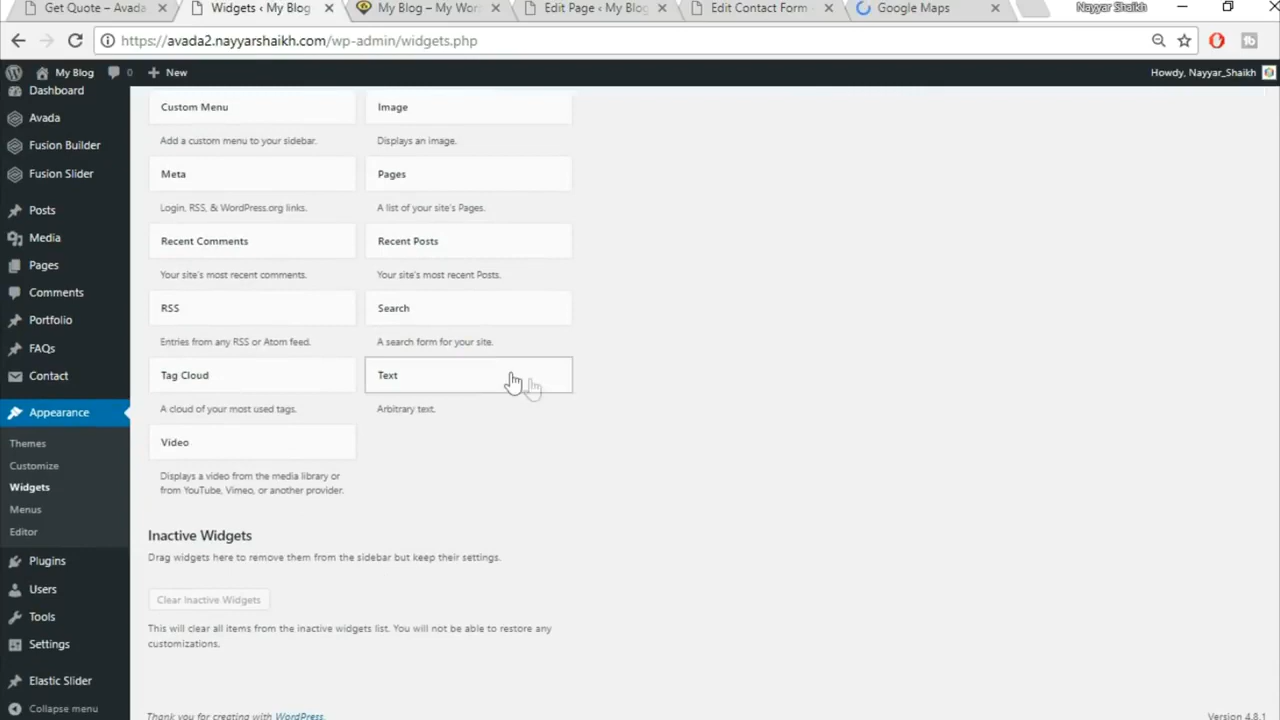 Get Quote – Avada
Widgets ‹ My Blog
My Blog – My Wor
Edit Page ‹ My Blog
Edit Contact Form -
Google Maps
Nayyar Shaikh
https://avada2.nayyarshaikh.com/wp-admin/widgets.php
My Blog
0
New
Howdy, Nayyar_Shaikh
Dashboard
Avada
Fusion Builder
Fusion Slider
Posts
Media
Pages
Comments
Portfolio
FAQs
Contact
Appearance
Themes
Customize
Widgets
Menus
Editor
Plugins
Users
Tools
Settings
Elastic Slider
Collapse menu
Custom Menu
Add a custom menu to your sidebar.
Image
Displays an image.
Meta
Login, RSS, & WordPress.org links.
Pages
A list of your site's Pages.
Recent Comments
Your site's most recent comments.
Recent Posts
Your site's most recent Posts.
RSS
Entries from any RSS or Atom feed.
Search
A search form for your site.
Tag Cloud
A cloud of your most used tags.
Text
Arbitrary text.
Video
Displays a video from the media library or
from YouTube, Vimeo, or another provider.
Inactive Widgets
Drag widgets here to remove them from the sidebar but keep their settings.
Clear Inactive Widgets
This will clear all items from the inactive widgets list. You will not be able to restore any
customizations.
Thank you for creating with WordPress.
Version 4.8.1